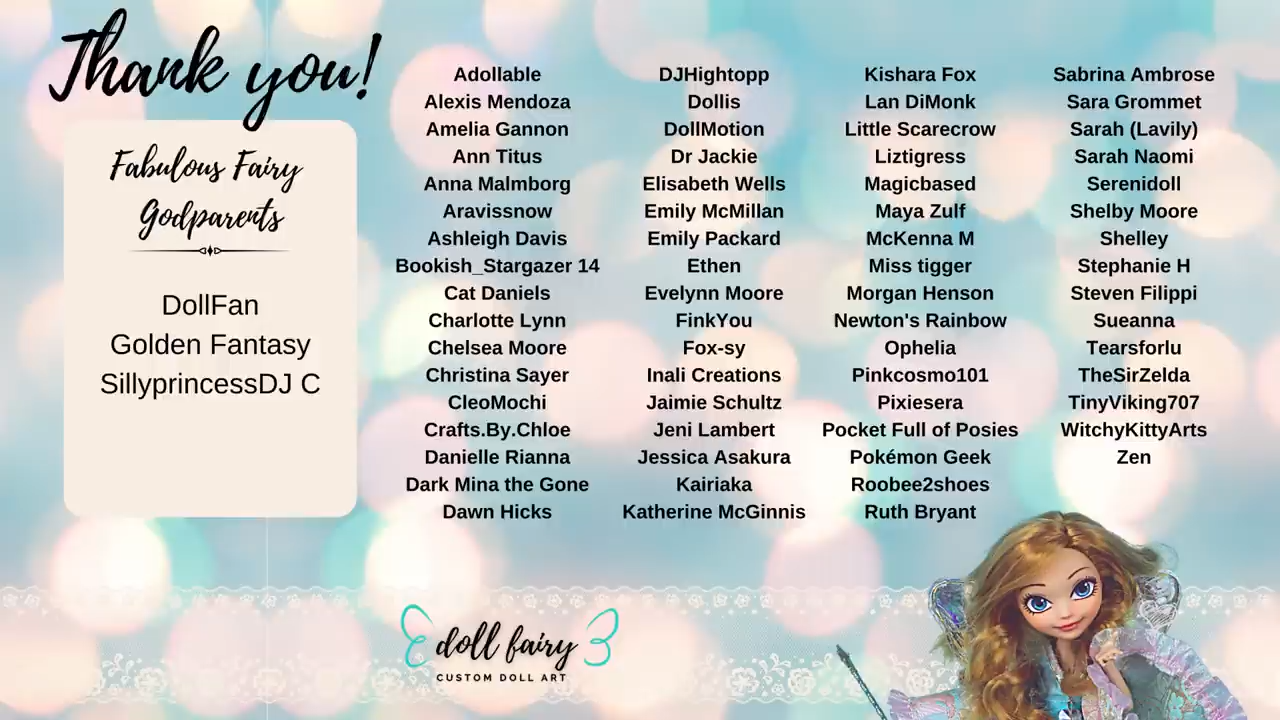 Thank you!
Fabulous Fairy
Godparents
DollFan
Golden Fantasy
SillyprincessDJ C
Adollable
Alexis Mendoza
Amelia Gannon
Ann Titus
Anna Malmborg
Aravissnow
Ashleigh Davis
Bookish_Stargazer 14
Cat Daniels
Charlotte Lynn
Chelsea Moore
Christina Sayer
CleoMochi
Crafts.By.Chloe
Danielle Rianna
Dark Mina the Gone
Dawn Hicks
DJHightopp
Dollis
DollMotion
Dr Jackie
Elisabeth Wells
Emily McMillan
Emily Packard
Ethen
Evelynn Moore
FinkYou
Fox-sy
Inali Creations
Jaimie Schultz
Jeni Lambert
Jessica Asakura
Kairiaka
Katherine McGinnis
Kishara Fox
Lan DiMonk
Little Scarecrow
Liztigress
Magicbased
Maya Zulf
McKenna M
Miss tigger
Morgan Henson
Newton's Rainbow
Ophelia
Pinkcosmo101
Pixiesera
Pocket Full of Posies
Pokémon Geek
Roobee2shoes
Ruth Bryant
Sabrina Ambrose
Sara Grommet
Sarah (Lavily)
Sarah Naomi
Serenidoll
Shelby Moore
Shelley
Stephanie H
Steven Filippi
Sueanna
Tearsforlu
TheSirZelda
TinyViking707
WitchyKittyArts
Zen
doll fairy
CUSTOM DOLL ART